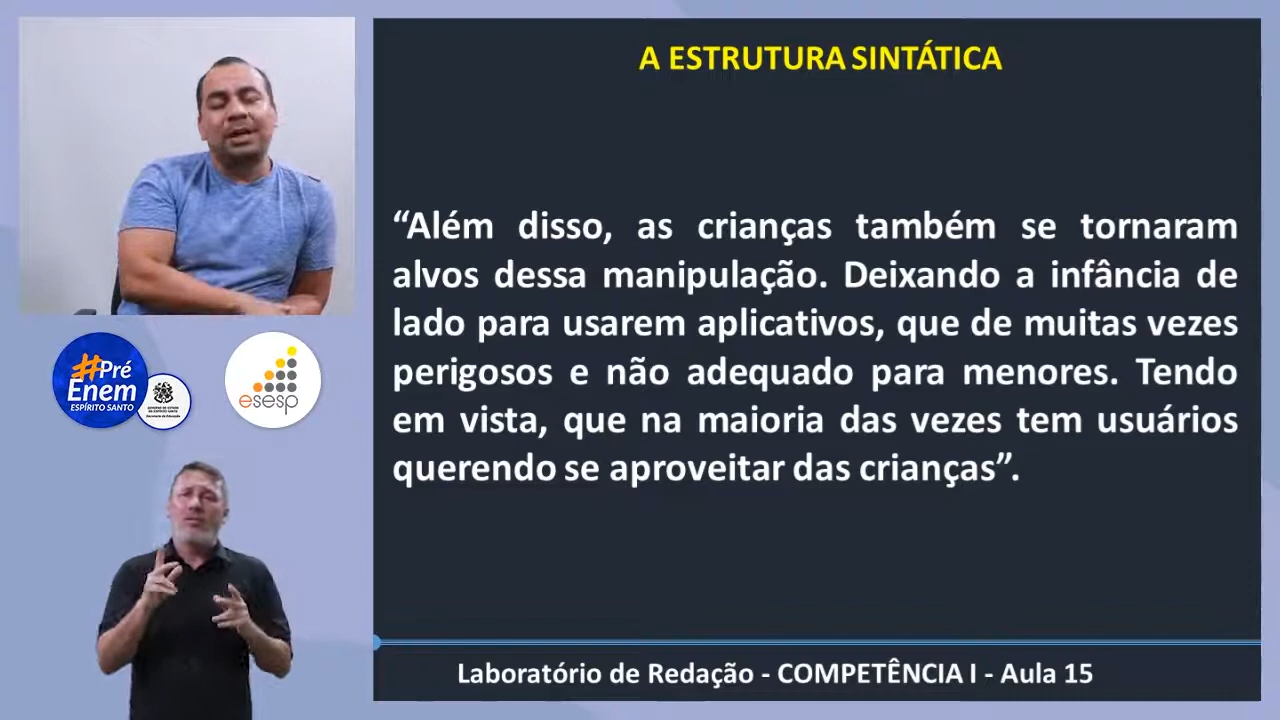 A ESTRUTURA SINTÁTICA
“Além disso, as crianças também se tornaram
alvos dessa manipulação. Deixando a infância de
lado para usarem aplicativos, que de muitas vezes
perigosos e não adequado para menores. Tendo
em vista, que na maioria das vezes tem usuários
querendo se aproveitar das crianças”.
#Pré
Enem
ESPÍRITO SANTO
esesp
Laboratório de Redação - COMPETÊNCIA I - Aula 15